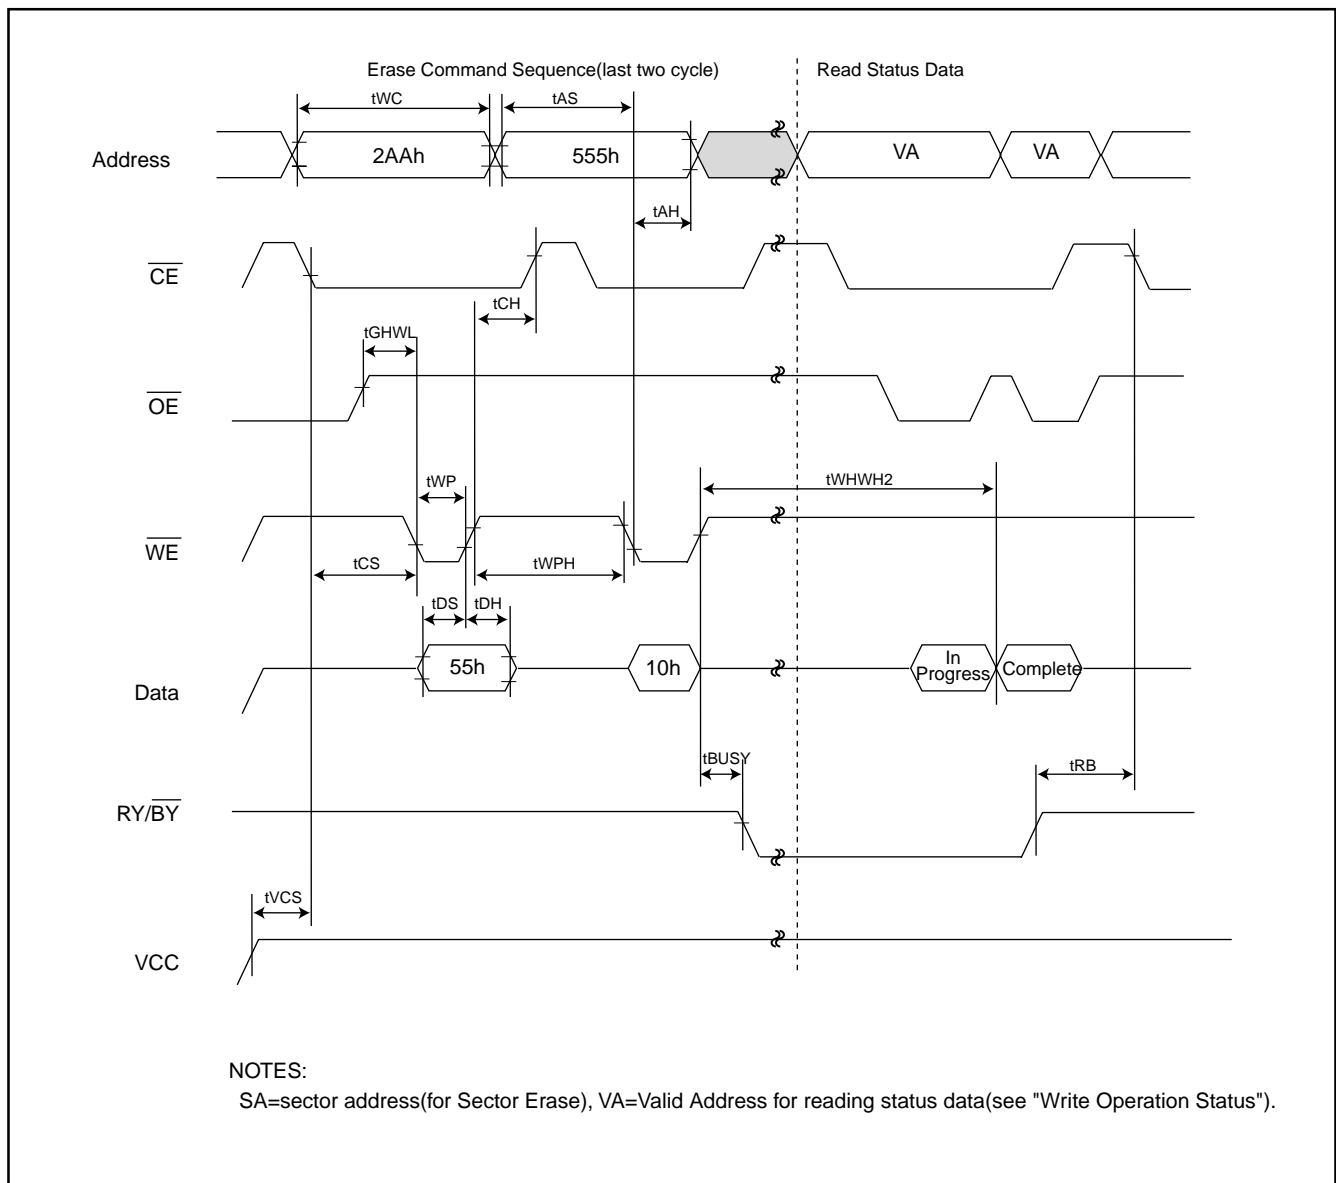 Erase Command Sequence(last two cycle)
Read Status Data
tWC
tAS
Address
2AAh
555h
VA
VA
tAH
CE
tCH
tGHWL
OE
tWP
tWHWH2
WE
tCS
tWPH
tDS
tDH
Data
55h
10h
In
Progress
Complete
tBUSY
tRB
RY/BY
tVCS
VCC
NOTES:
SA=sector address(for Sector Erase), VA=Valid Address for reading status data(see "Write Operation Status").